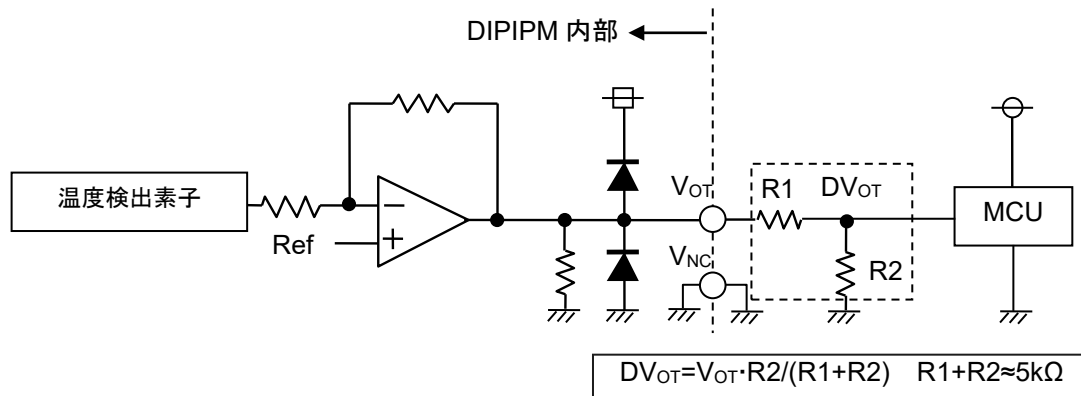 DIPIPM 内部
温度検出素子
Ref
−
+
VOT
VNC
R1
DVOT
R2
MCU
DVOT=VOT·R2/(R1+R2) R1+R2≈5kΩ